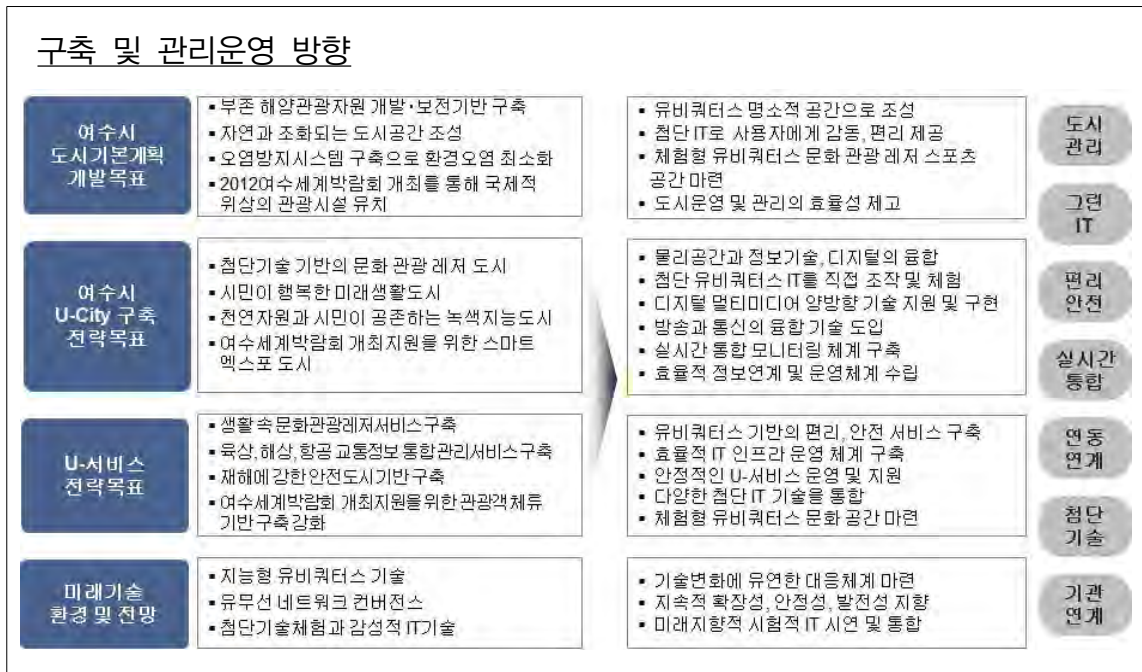 구축 및 관리운영 방향
여수시
도시기본계획
개발목표
▪ 부존 해양관광자원 개발·보전기반 구축
▪ 자연과 조화되는 도시공간 조성
▪ 오염방지시스템 구축으로 환경오염 최소화
▪ 2012여수세계박람회 개최를 통해 국제적
위상의 관광시설 유치
▪ 유비쿼터스 명소적 공간으로 조성
▪ 첨단 IT로 사용자에게 감동, 편리 제공
▪ 체험형 유비쿼터스 문화 관광 레저 스포츠
공간 마련
▪ 도시운영 및 관리의 효율성 제고
여수시
U-City 구축
전략목표
▪ 첨단기술 기반의 문화 관광 레저 도시
▪ 시민이 행복한 미래생활도시
▪ 천연자원과 시민이 공존하는 녹색지능도시
▪ 여수세계박람회 개최지원을 위한 스마트
엑스포 도시
▪ 물리공간과 정보기술, 디지털의 융합
▪ 첨단 유비쿼터스 IT를 직접 조작 및 체험
▪ 디지털 멀티미디어 양방향 기술 지원 및 구현
▪ 방송과 통신의 융합 기술 도입
▪ 실시간 통합 모니터링 체계 구축
▪ 효율적 정보연계 및 운영체계 수립
U-서비스
전략목표
▪ 생활 속 문화관광레저서비스 구축
▪ 육상, 해상, 항공 교통정보 통합관리서비스 구축
▪ 재해에 강한 안전도시기반 구축
▪ 여수세계박람회 개최지원을 위한 관광객 체류
기반 구축 강화
▪ 유비쿼터스 기반의 편리, 안전 서비스 구축
▪ 효율적 IT 인프라 운영 체계 구축
▪ 안정적인 U-서비스 운영 및 지원
▪ 다양한 첨단 IT 기술을 통합
▪ 체험형 유비쿼터스 문화 공간 마련
미래기술
환경 및 전망
▪ 지능형 유비쿼터스 기술
▪ 유무선 네트워크 컨버전스
▪ 첨단기술체험과 감성적 IT기술
▪ 기술변화에 유연한 대응체계 마련
▪ 지속적 확장성, 안정성, 발전성 지향
▪ 미래지향적 시험적 IT 시연 및 통합
도시
관리
그린
IT
편리
안전
실시간
통합
연동
연계
첨단
기술
기관
연계